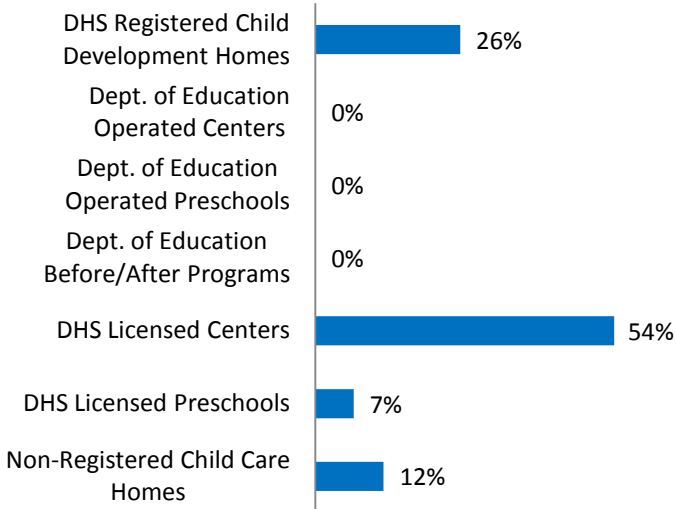 DHS Registered Child
Development Homes
26%
Dept. of Education
Operated Centers
0%
Dept. of Education
Operated Preschools
0%
Dept. of Education
Before/After Programs
0%
DHS Licensed Centers
54%
DHS Licensed Preschools
7%
Non-Registered Child Care
Homes
12%